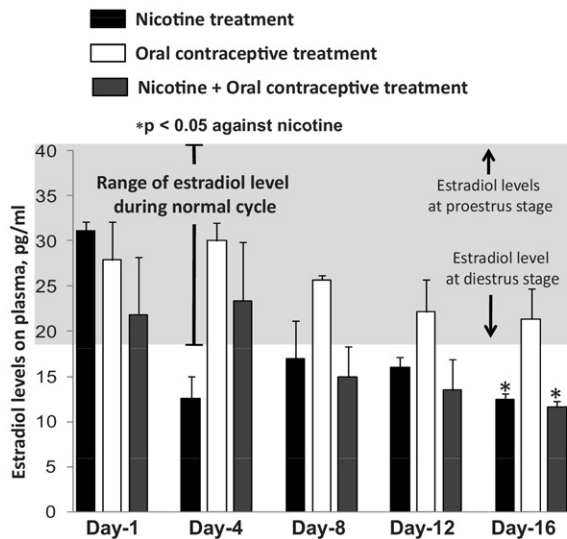 Nicotine treatment
Oral contraceptive treatment
Nicotine + Oral contraceptive treatment
*p < 0.05 against nicotine
Estradiol levels on plasma, pg/ml
40
35
30
25
20
15
10
5
0
Range of estradiol level
during normal cycle
Estradiol levels
at proestrus stage
Estradiol level
at diestrus stage
*
*
Day-1
Day-4
Day-8
Day-12
Day-16